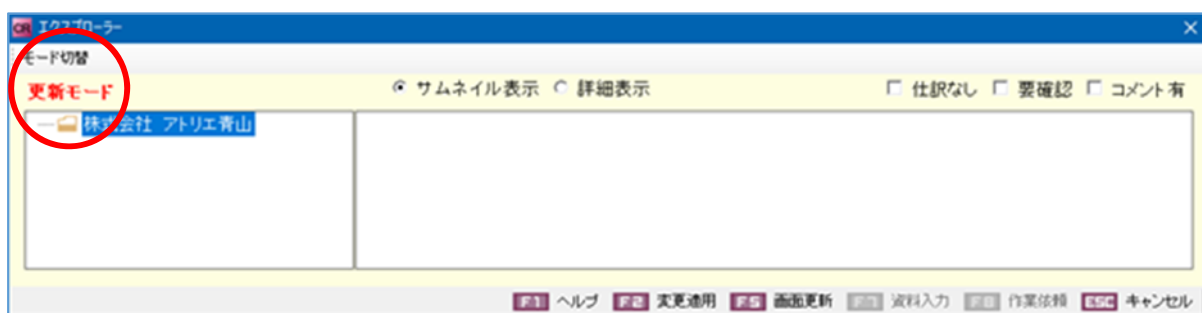 OR エクスプローラー ×
モード切替
更新モード サムネイル表示 詳細表示 仕訳なし 要確認 コメント有
株式会社 アトリエ青山
F1 ヘルプ F2 変更適用 F5 画面更新 F7 資料入力 F8 作業依頼 ESC キャンセル